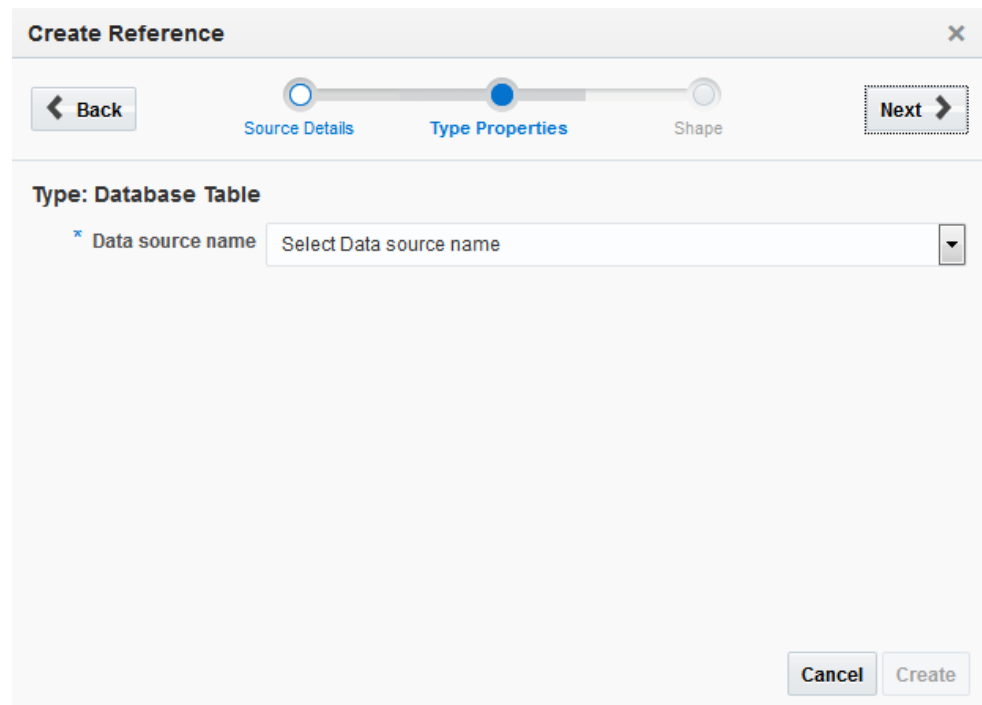 Create Reference
Back
Next
Source Details Type Properties Shape
Type: Database Table
* Data source name Select Data source name
Cancel Create